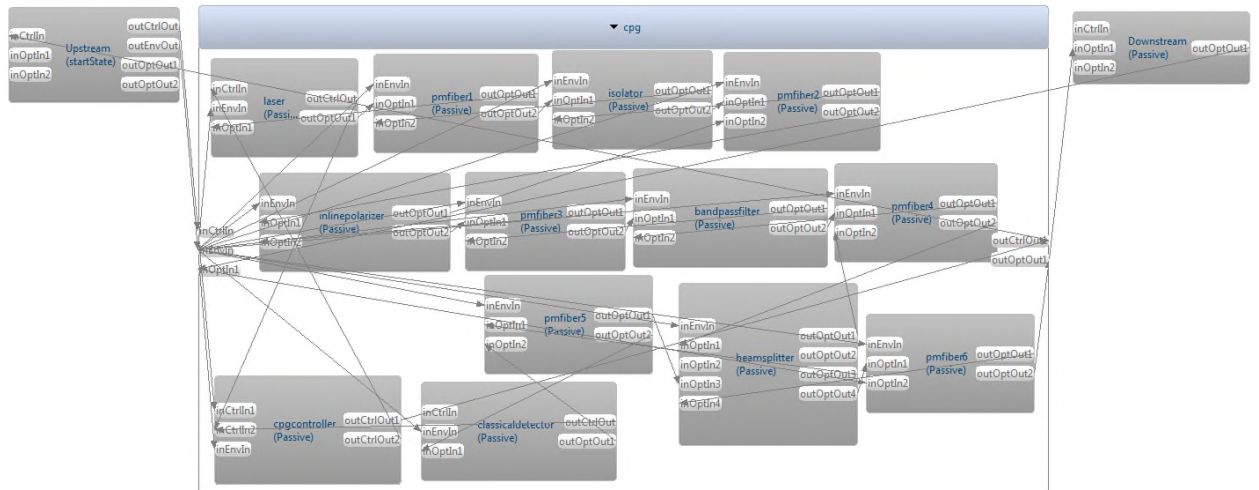 cpg
inCtrlIn
inOptIn1
inOptIn2
Upstream
(startState)
outCtrlOut
outEnvOut
outOptOut1
outOptOut2
inCtrlIn
inOptIn1
inOptIn2
Downstream
(Passive)
outOptOut1
inCtrlIn
inEnvIn
inOptIn1
laser
(Passi...
outCtrlOut
outOptOut1
inEnvIn
inOptIn1
inOptIn2
pmfiber1
(Passive)
outOptOut1
outOptOut2
inEnvIn
inOptIn1
inOptIn2
isolator
(Passive)
outOptOut1
outOptOut2
inEnvIn
inOptIn1
inOptIn2
pmfiber2
(Passive)
outOptOut1
outOptOut2
inCtrlIn
inEnvIn
inOptIn1
inEnvIn
inOptIn1
inOptIn2
inlinepolarizer
(Passive)
outOptOut1
outOptOut2
inEnvIn
inOptIn1
inOptIn2
pmfiber3
(Passive)
outOptOut1
outOptOut2
inEnvIn
inOptIn1
inOptIn2
bandpassfilter
(Passive)
outOptOut1
outOptOut2
inEnvIn
inOptIn1
inOptIn2
pmfiber4
(Passive)
outOptOut1
outOptOut2
outCtrlOut
outOptOut1
inEnvIn
inOptIn1
inOptIn2
pmfiber5
(Passive)
outOptOut1
outOptOut2
inEnvIn
inOptIn1
inOptIn2
inOptIn3
inOptIn4
beamsplitter
(Passive)
outOptOut1
outOptOut2
outOptOut3
outOptOut4
inEnvIn
inOptIn1
inOptIn2
pmfiber6
(Passive)
outOptOut1
outOptOut2
inCtrlIn1
inCtrlIn2
inEnvIn
cpgcontroller
(Passive)
outCtrlOut1
outCtrlOut2
inCtrlIn
inEnvIn
inOptIn1
classicaldetector
(Passive)
outCtrlOut
outOptOut1